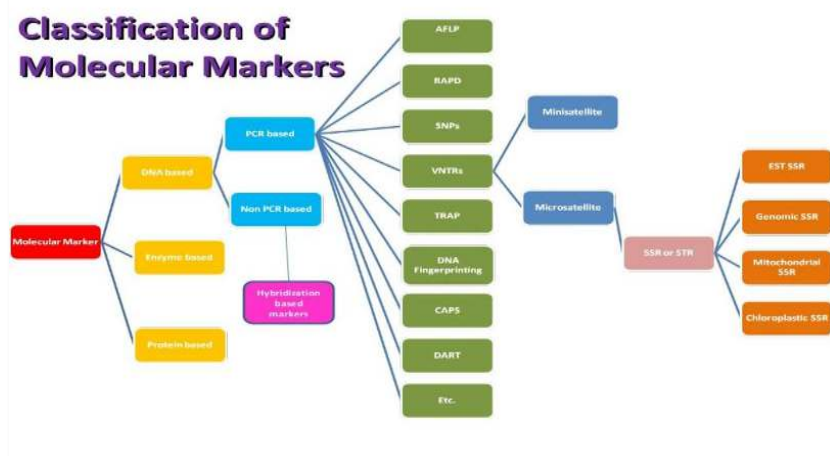 Classification of
Molecular Markers
Molecular Marker
DNA based
Enzyme based
Protein based
PCR based
Non PCR based
Hybridization
based
markers
AFLP
RAPD
SNPs
VNTRs
TRAP
DNA
Fingerprinting
CAPS
DART
Etc.
Minisatellite
Microsatellite
SSR or STR
EST SSR
Genomic SSR
Mitochondrial
SSR
Chloroplastic SSR